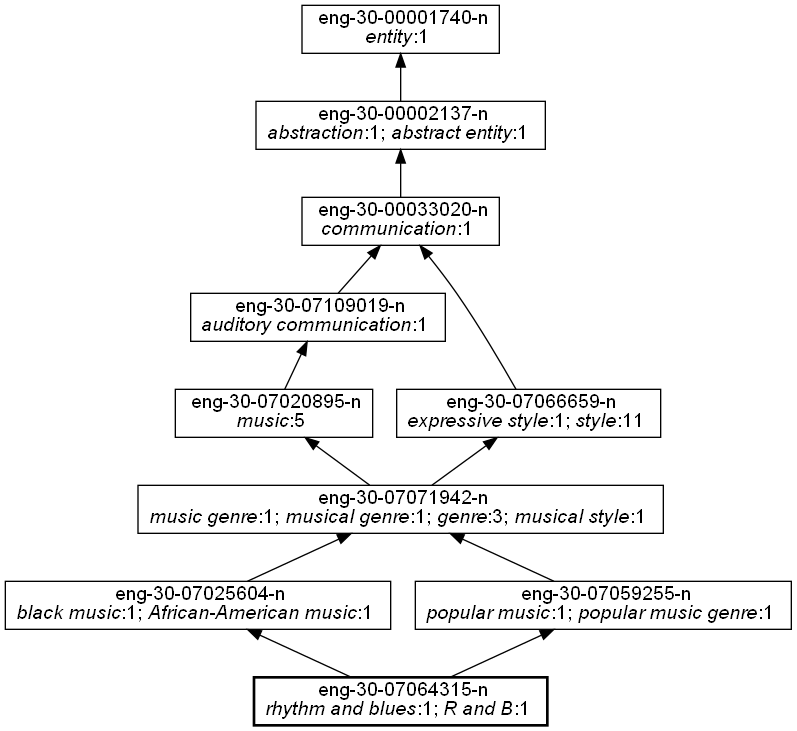 eng-30-00001740-n
entity:1
eng-30-00002137-n
abstraction:1; abstract entity:1
eng-30-00033020-n
communication:1
eng-30-07109019-n
auditory communication:1
eng-30-07020895-n
music:5
eng-30-07066659-n
expressive style:1; style:11
eng-30-07071942-n
music genre:1; musical genre:1; genre:3; musical style:1
eng-30-07025604-n
black music:1; African-American music:1
eng-30-07059255-n
popular music:1; popular music genre:1
eng-30-07064315-n
rhythm and blues:1; R and B:1